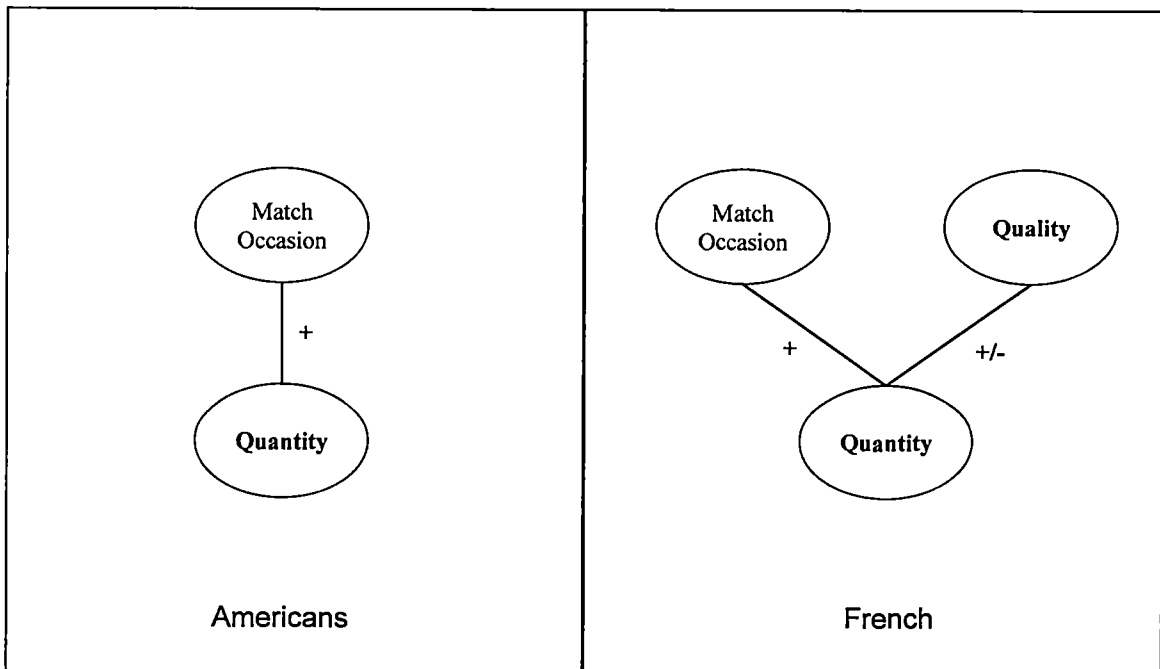 Match
Occasion
+
Quantity
Americans
Match
Occasion
Quality
+
+/-
Quantity
French